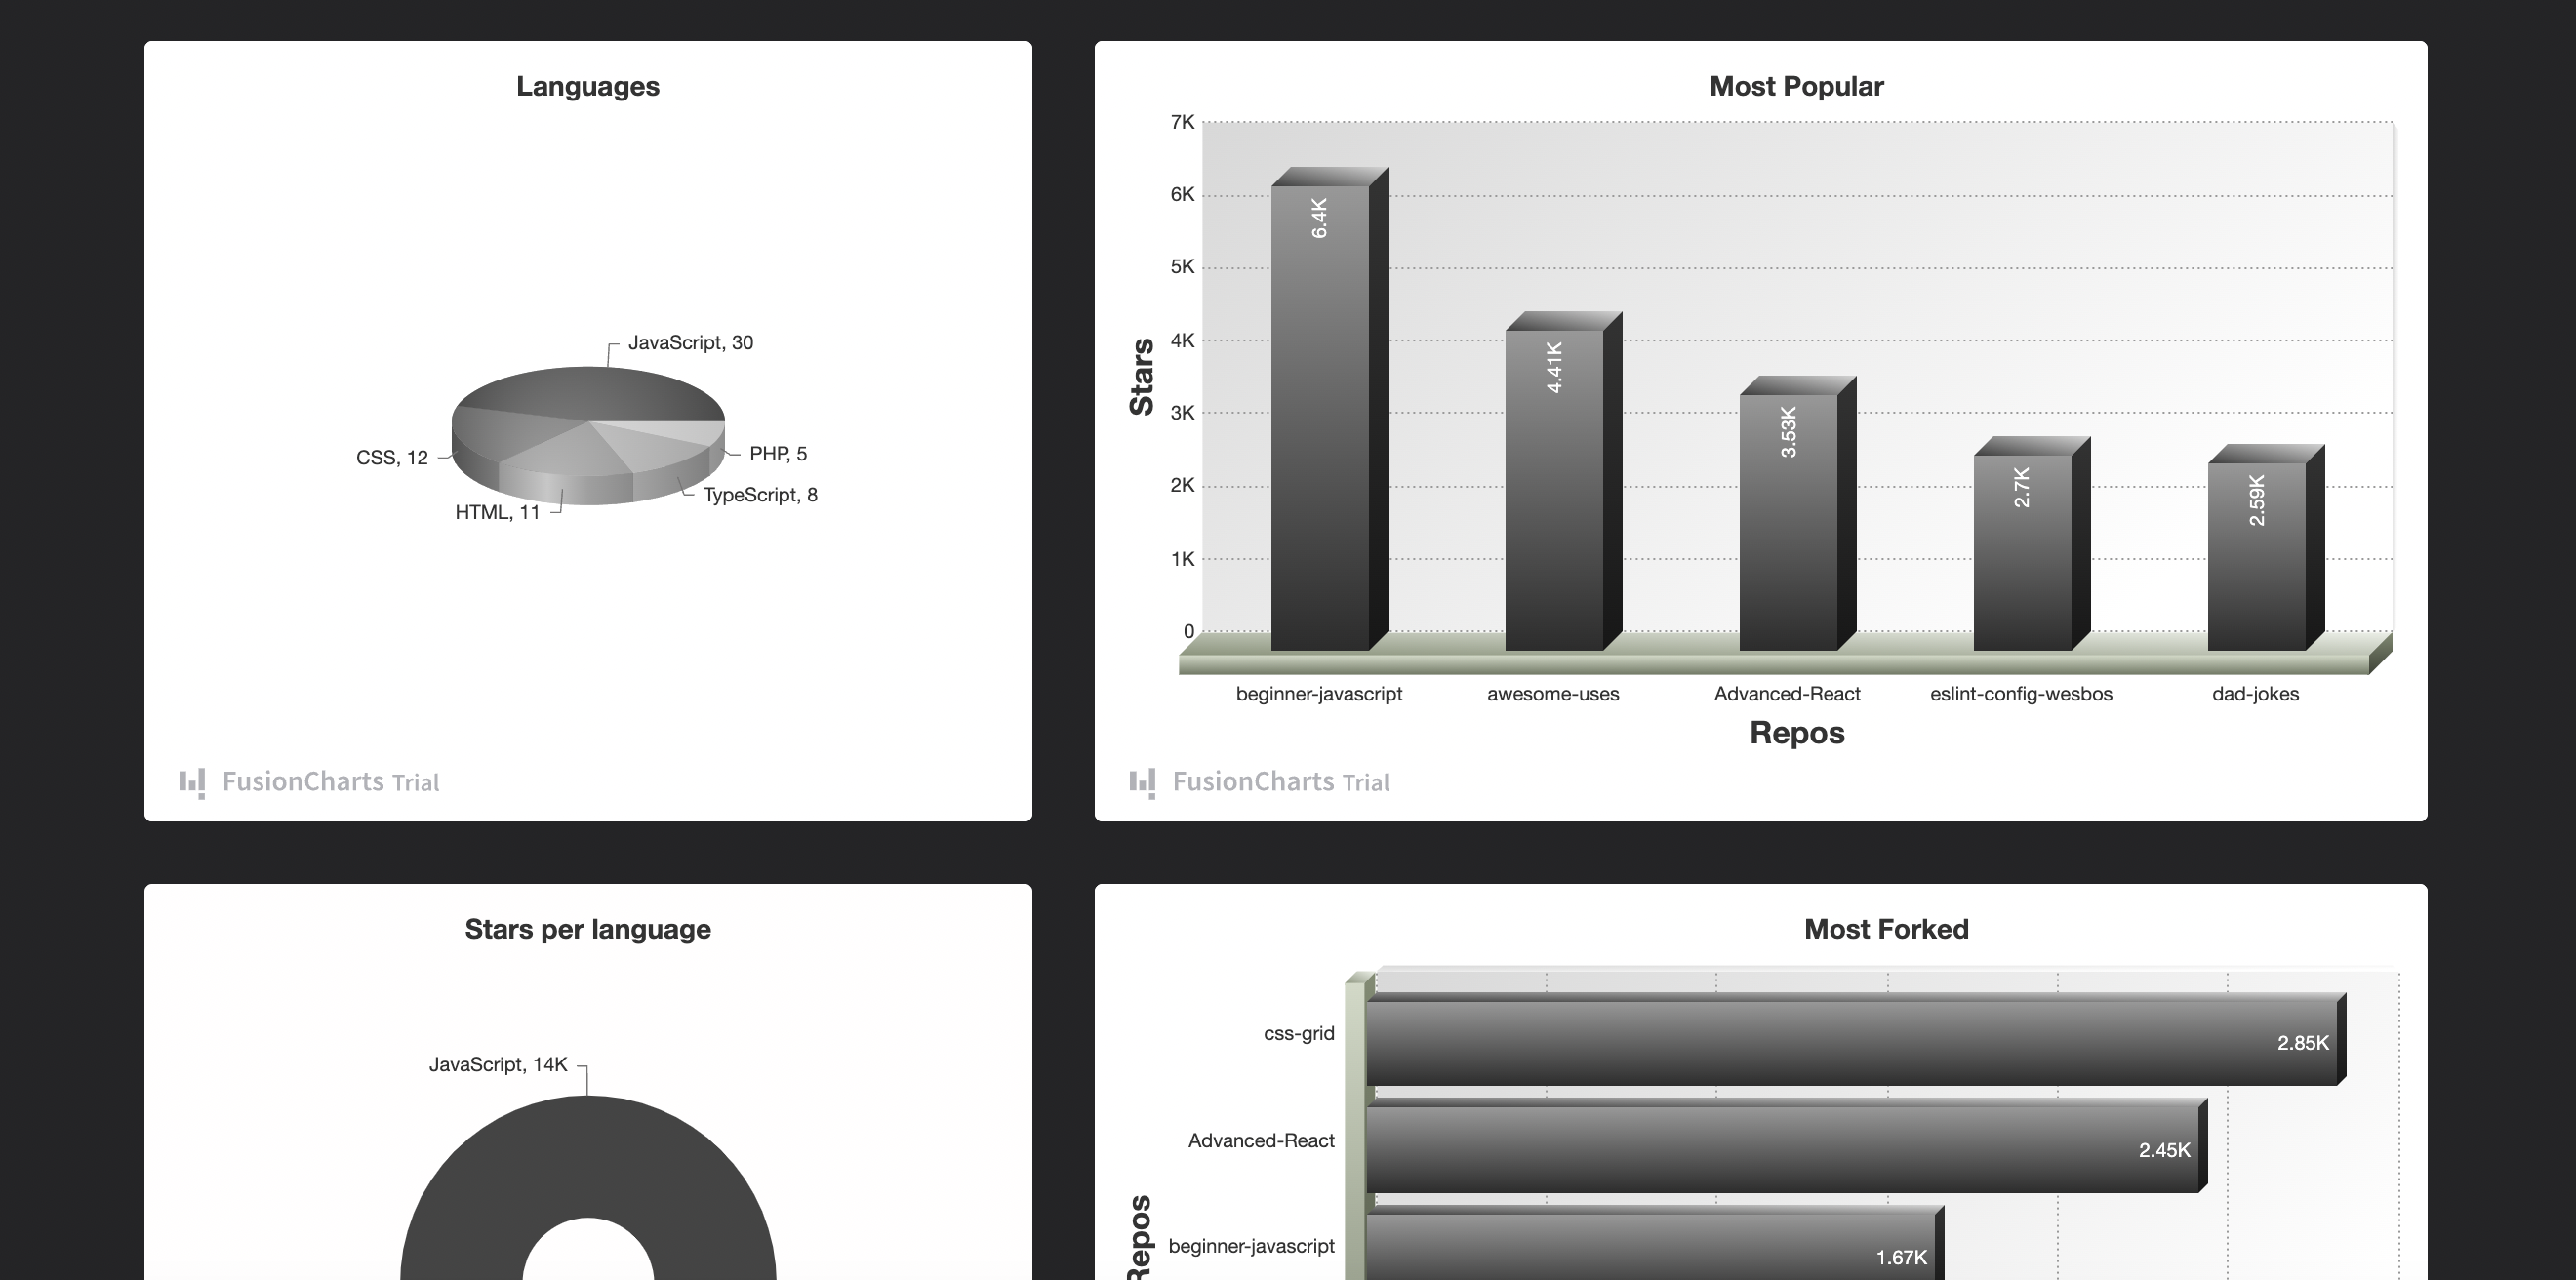 Languages
JavaScript, 30
CSS, 12
PHP, 5
TypeScript, 8
HTML, 11
FusionCharts Trial
Most Popular
Stars
7K
6K
5K
4K
3K
2K
1K
0
6.4K
4.41K
3.53K
2.7K
2.59K
beginner-javascript
awesome-uses
Advanced-React
eslint-config-wesbos
dad-jokes
Repos
FusionCharts Trial
Stars per language
JavaScript, 14K
Most Forked
Repos
css-grid
2.85K
Advanced-React
2.45K
beginner-javascript
1.67K